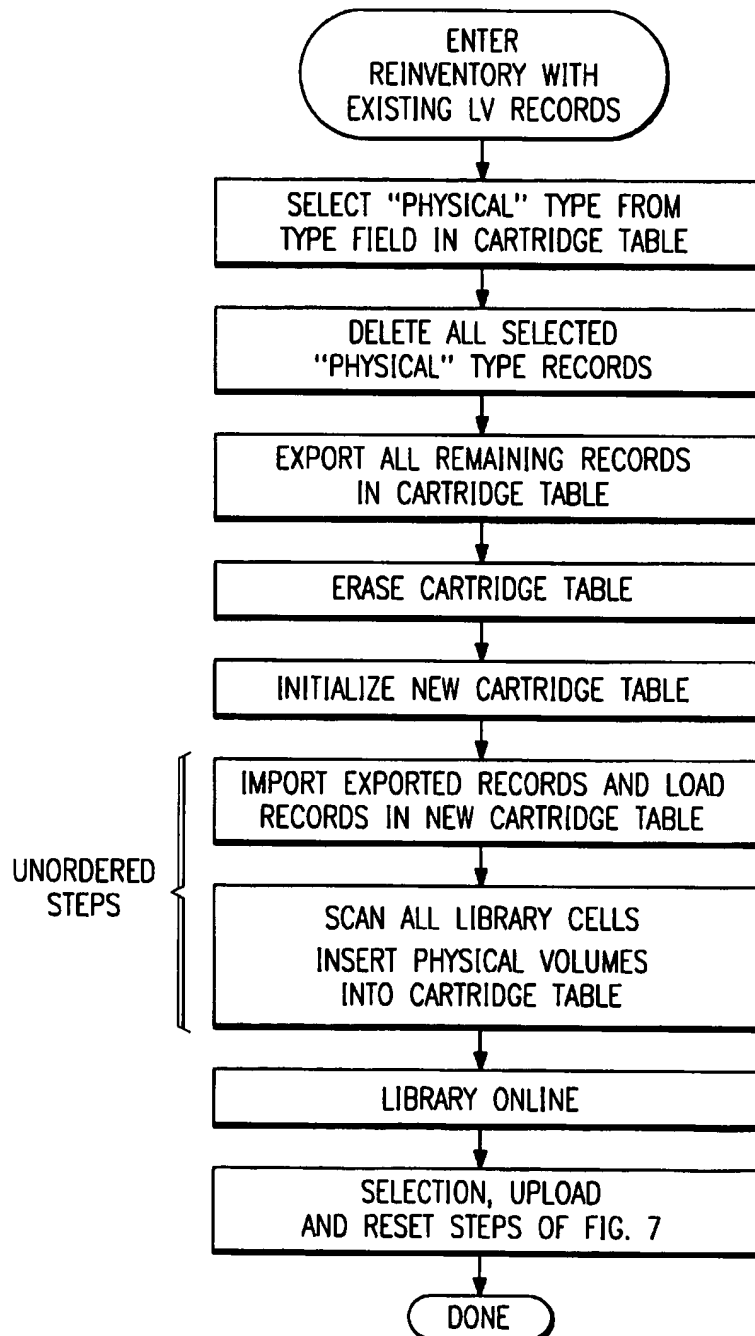 ENTER
REINVENTORY WITH
EXISTING LV RECORDS
SELECT "PHYSICAL" TYPE FROM
TYPE FIELD IN CARTRIDGE TABLE
DELETE ALL SELECTED
"PHYSICAL" TYPE RECORDS
EXPORT ALL REMAINING RECORDS
IN CARTRIDGE TABLE
ERASE CARTRIDGE TABLE
INITIALIZE NEW CARTRIDGE TABLE
UNORDERED
STEPS
IMPORT EXPORTED RECORDS AND LOAD
RECORDS IN NEW CARTRIDGE TABLE
SCAN ALL LIBRARY CELLS
INSERT PHYSICAL VOLUMES
INTO CARTRIDGE TABLE
LIBRARY ONLINE
SELECTION, UPLOAD
AND RESET STEPS OF FIG. 7
DONE